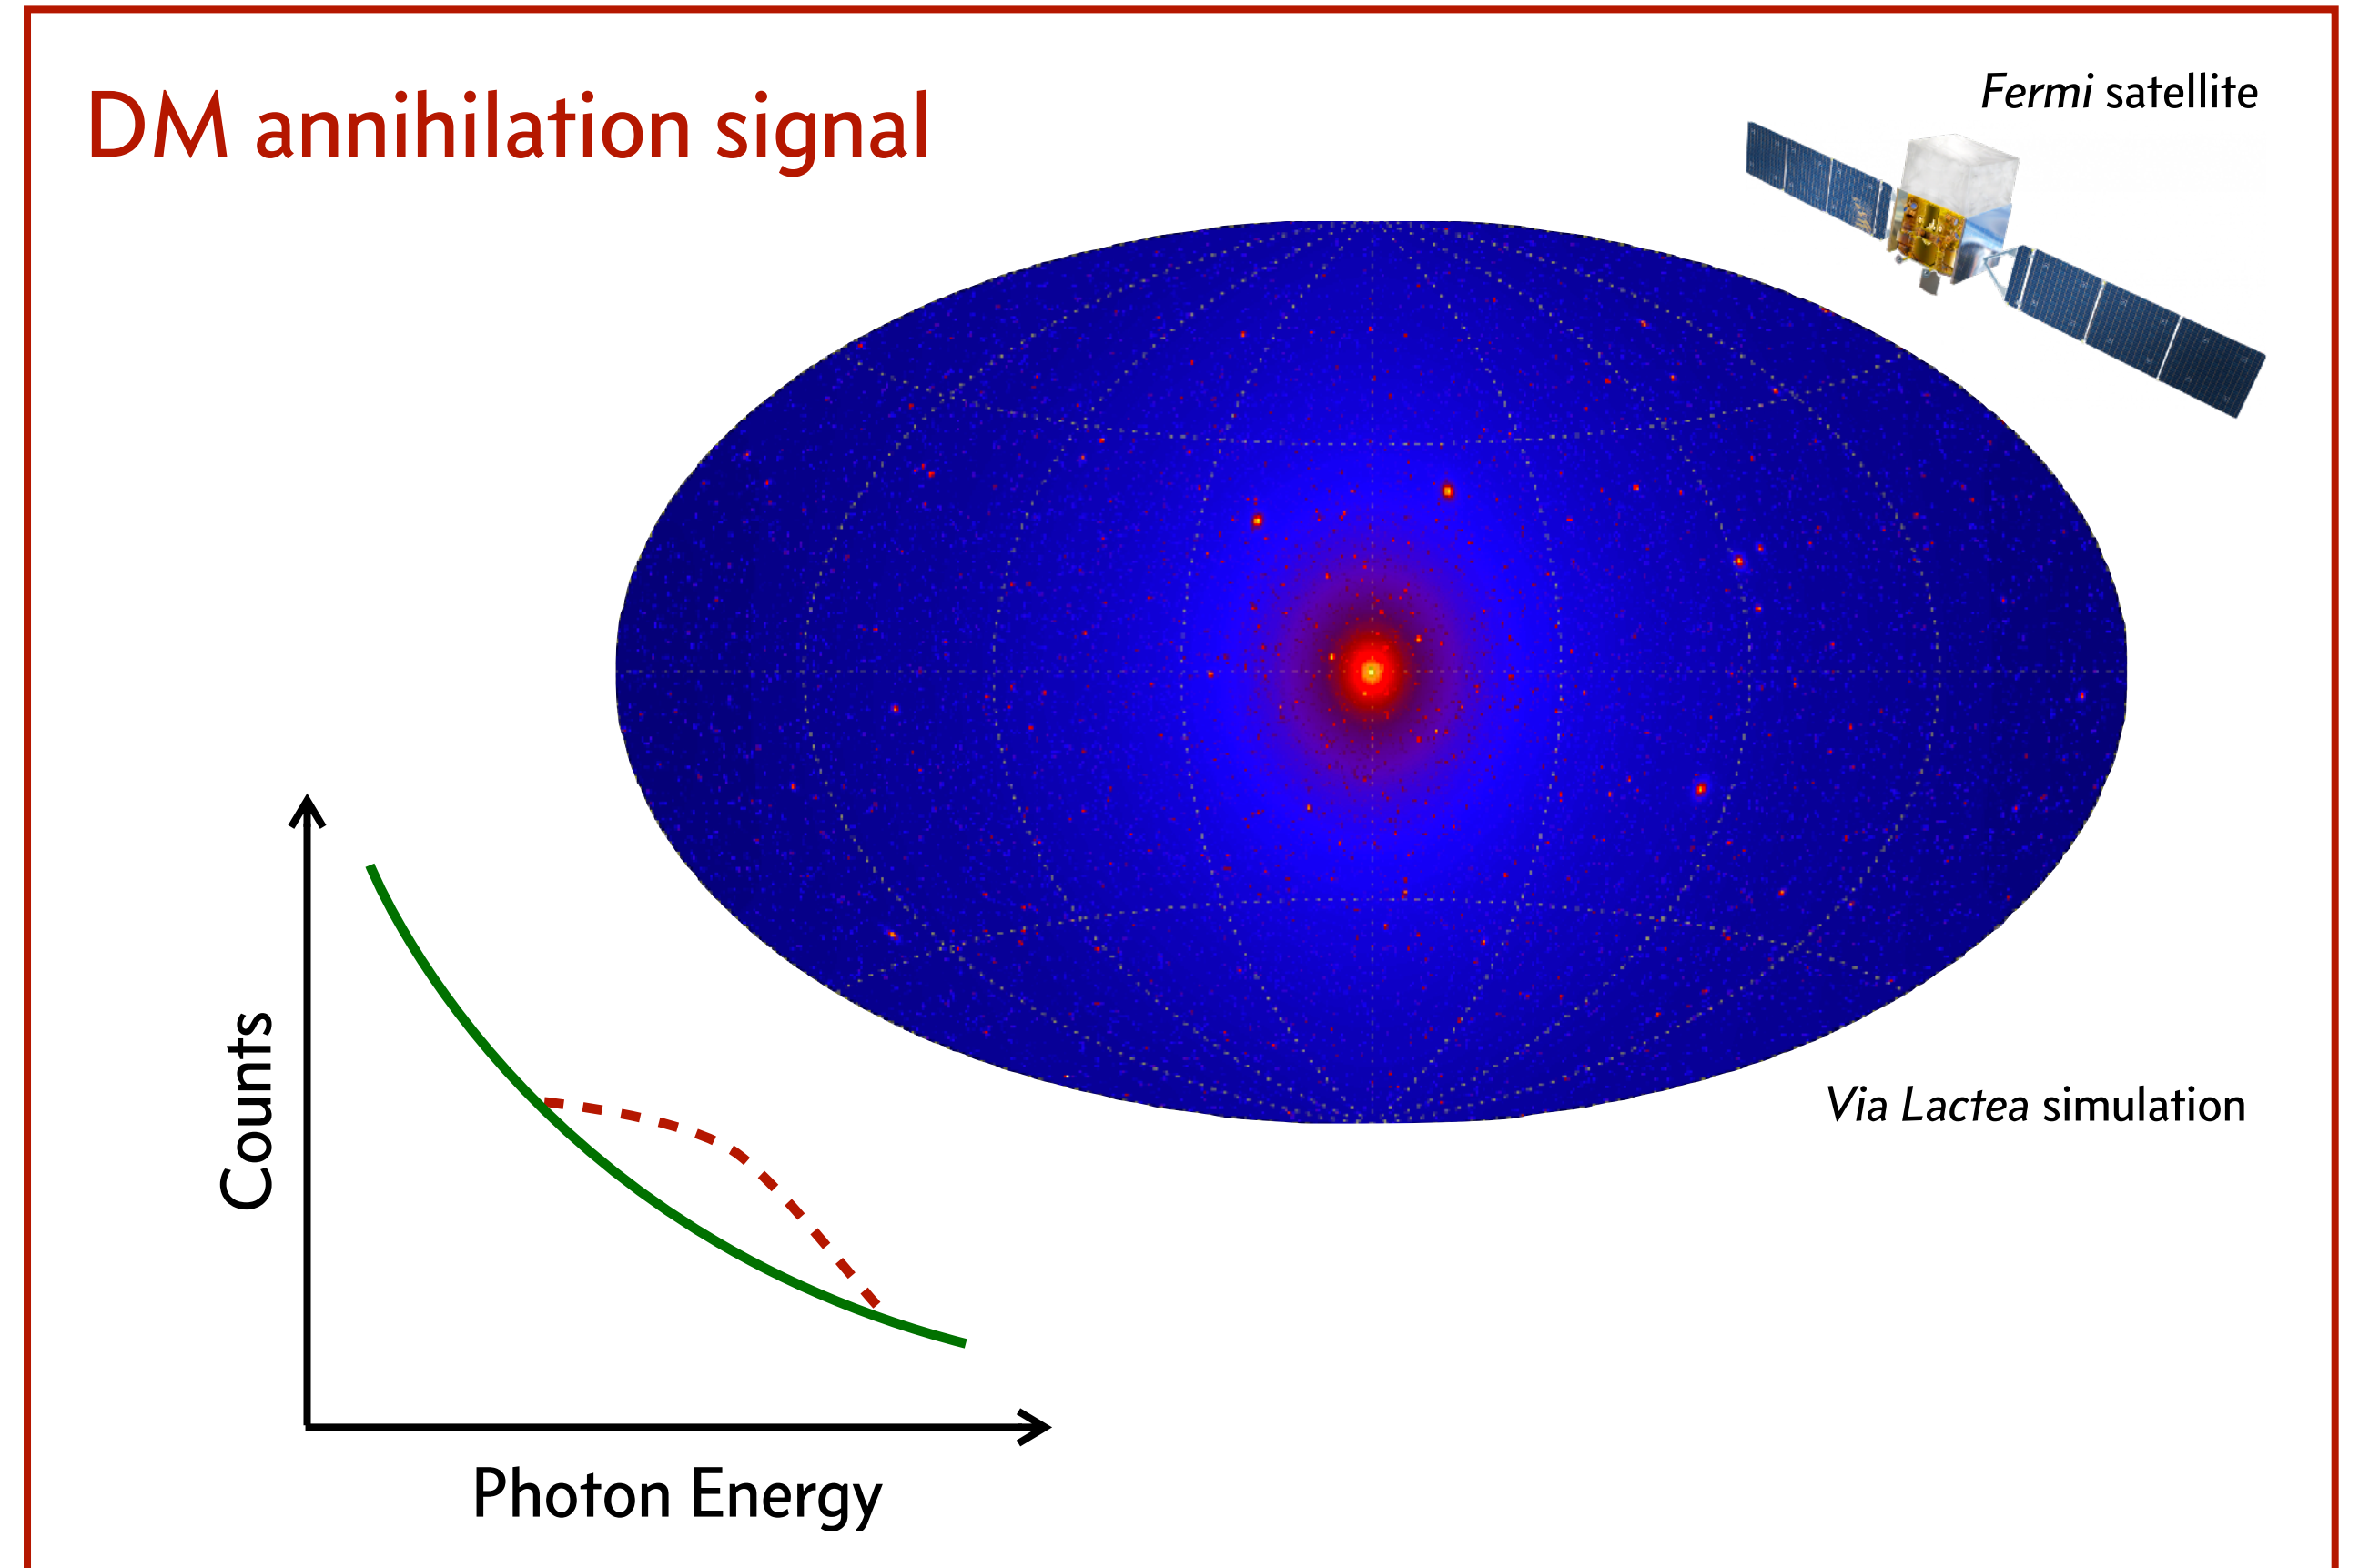 DM annihilation signal
Fermi satellite
Via Lactea simulation
Counts
Photon Energy